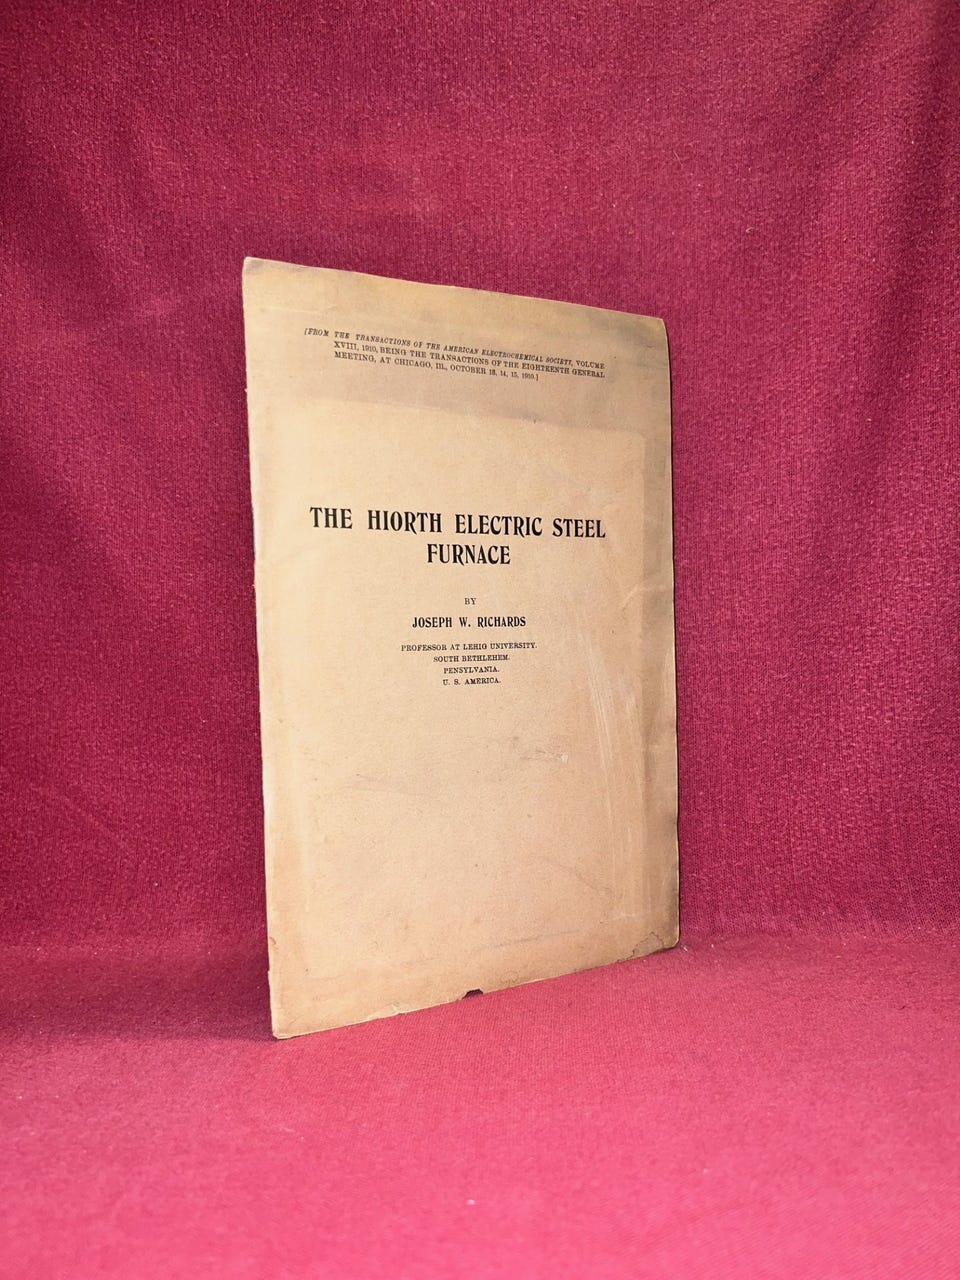 [FROM THE TRANSACTIONS OF THE AMERICAN ELECTROCHEMICAL SOCIETY, VOLUME
XVIII, 1910, BEING THE TRANSACTIONS OF THE EIGHTEENTH GENERAL
MEETING, AT CHICAGO, Ill., OCTOBER 13, 14, 15, 1910.]
THE HIORTH ELECTRIC STEEL
FURNACE
BY
JOSEPH W. RICHARDS
PROFESSOR AT LEHIG UNIVERSITY.
SOUTH BETHLEHEM.
PENSYLVANIA.
U. S. AMERICA.